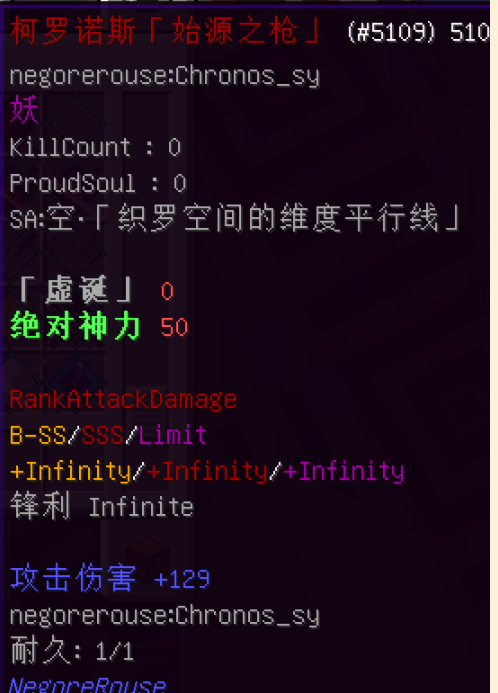 柯罗诺斯「始源之枪」 (#5109) 510
negorerouse:Chronos_sy
妖
KillCount : 0
ProudSoul : 0
SA:空·「织罗空间的维度平行线」
「虚诞」 0
绝对神力 50
RankAttackDamage
B-SS/SSS/Limit
+Infinity/+Infinity/+Infinity
锋利 Infinite
攻击伤害 +129
negorerouse:Chronos_sy
耐久: 1/1
NegoreRouse